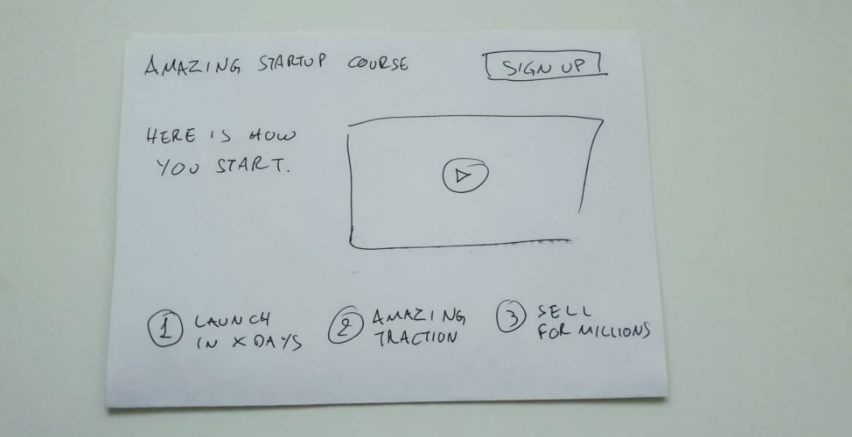 AMAZING STARTUP COURSE
SIGN UP
HERE IS HOW
YOU START.
1 LAUNCH
IN X DAYS
2 AMAZING
TRACTION
3 SELL
FOR MILLIONS